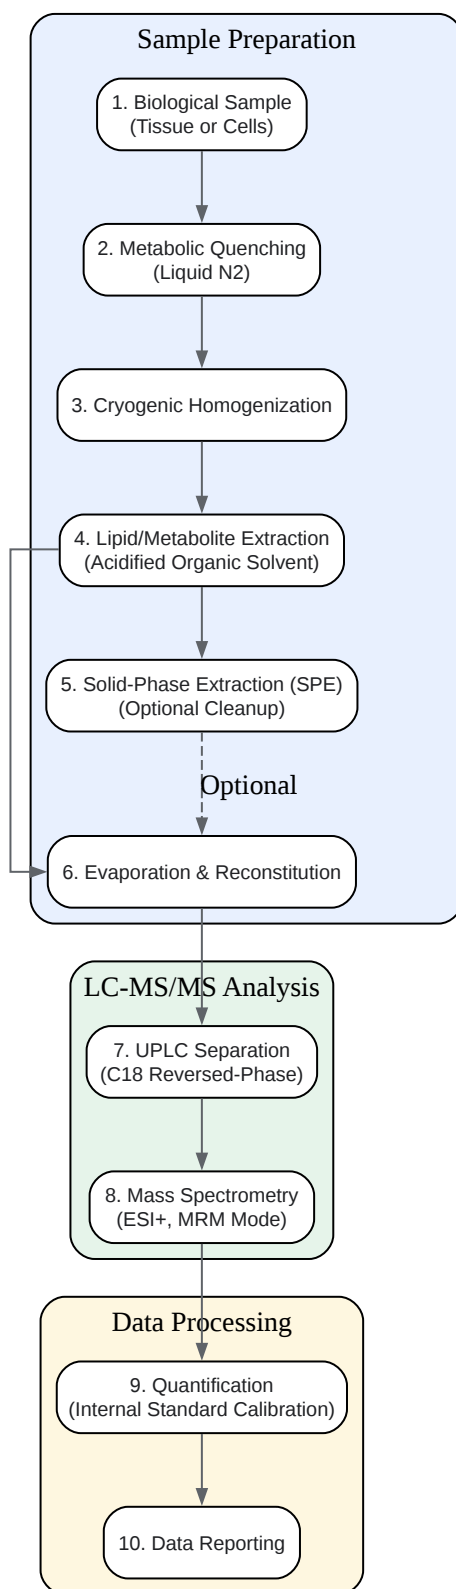 Sample Preparation
1. Biological Sample
(Tissue or Cells)
2. Metabolic Quenching
(Liquid N2)
3. Cryogenic Homogenization
4. Lipid/Metabolite Extraction
(Acidified Organic Solvent)
5. Solid-Phase Extraction (SPE)
(Optional Cleanup)
Optional
6. Evaporation & Reconstitution
LC-MS/MS Analysis
7. UPLC Separation
(C18 Reversed-Phase)
8. Mass Spectrometry
(ESI+, MRM Mode)
Data Processing
9. Quantification
(Internal Standard Calibration)
10. Data Reporting